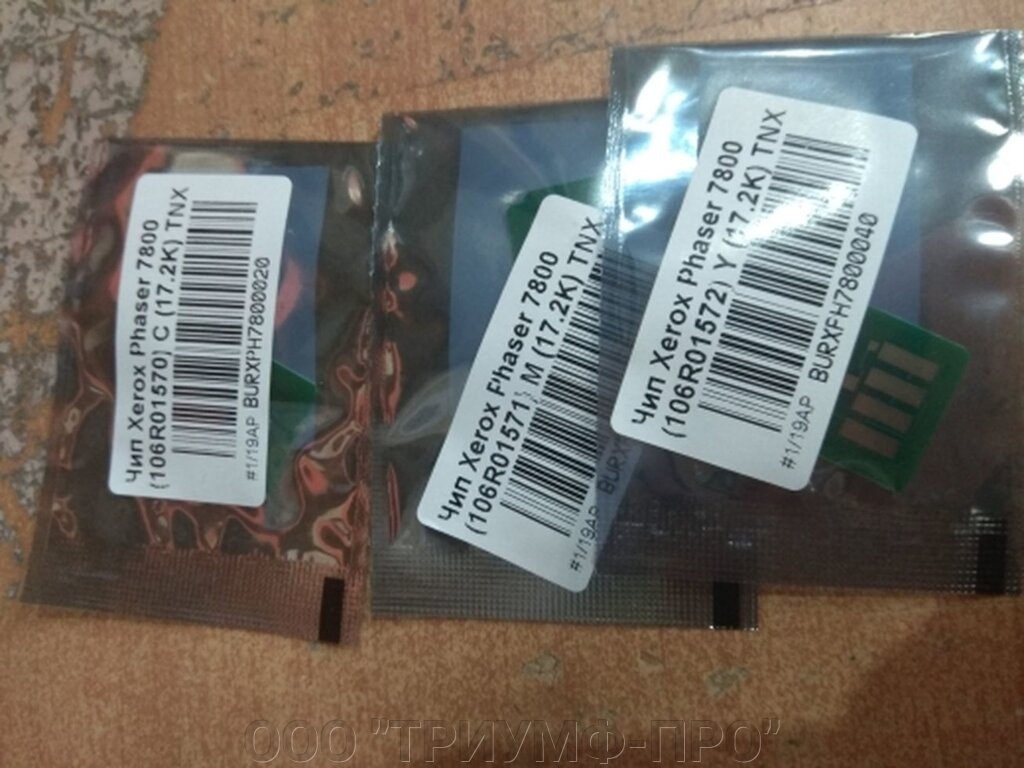 Чип Xerox Phaser 7800
(106R01570) C (17.2K) TNX
#1/19AP BURXPH7800020
Чип Xerox Phaser 7800
(106R01571) M (17.2K) TNX
#1/19AP BURX
Чип Xerox Phaser 7800
(106R01572) Y (17.2K) TNX
#1/19AP BURXFH7800040
ООО "ТРИУМФ-ПРО"